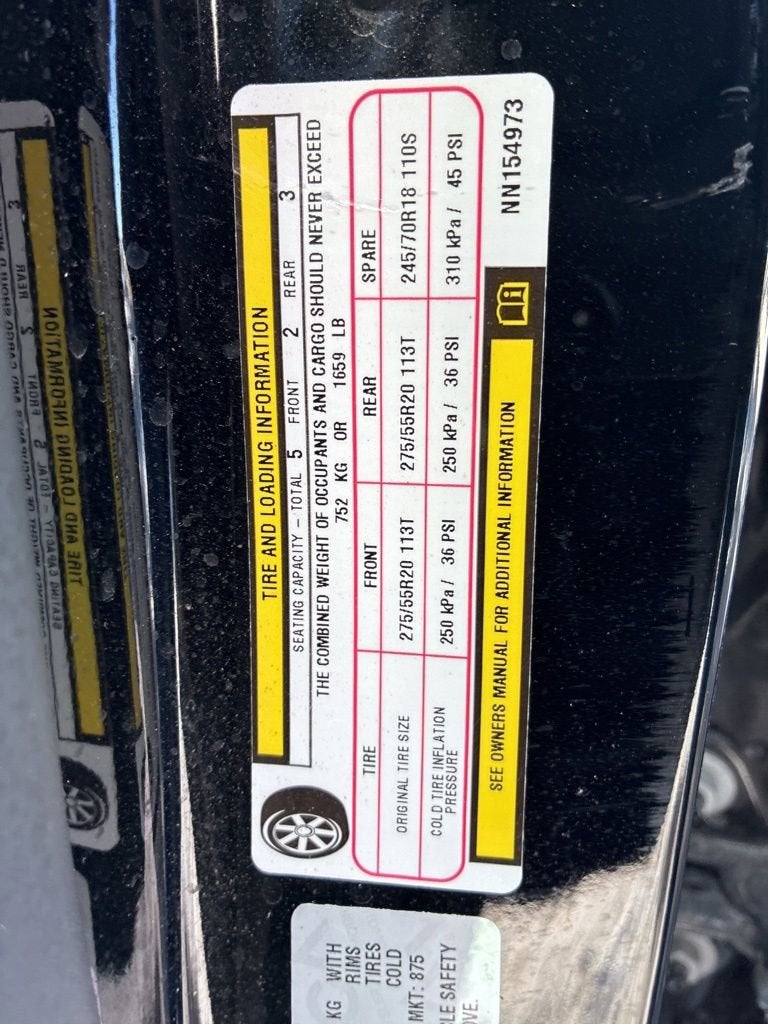 TIRE AND LOADING INFORMATION
SEATING CAPACITY – TOTAL 5 FRONT 2 REAR 3
THE COMBINED WEIGHT OF OCCUPANTS AND CARGO SHOULD NEVER EXCEED
752 KG OR 1659 LB
TIRE FRONT REAR SPARE
ORIGINAL TIRE SIZE 275/55R20 113T 275/55R20 113T 245/70R18 110S
COLD TIRE INFLATION PRESSURE 250 kPa / 36 PSI 250 kPa / 36 PSI 310 kPa / 45 PSI
SEE OWNERS MANUAL FOR ADDITIONAL INFORMATION
NN154973
KG WITH
RIMS
TIRES
COLD
MKT: 875
LE SAFETY
OVE.